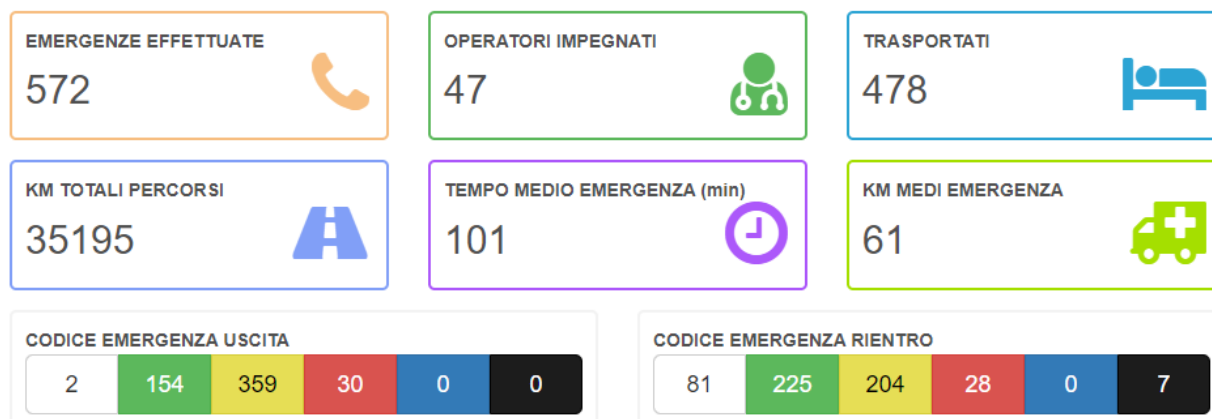 EMERGENZE EFFETTUATE
572
OPERATORI IMPEGNATI
47
TRASPORTATI
478
KM TOTALI PERCORSI
35195
TEMPO MEDIO EMERGENZA (min)
101
KM MEDI EMERGENZA
61
CODICE EMERGENZA USCITA
2 154 359 30 0 0
CODICE EMERGENZA RIENTRO
81 225 204 28 0 7